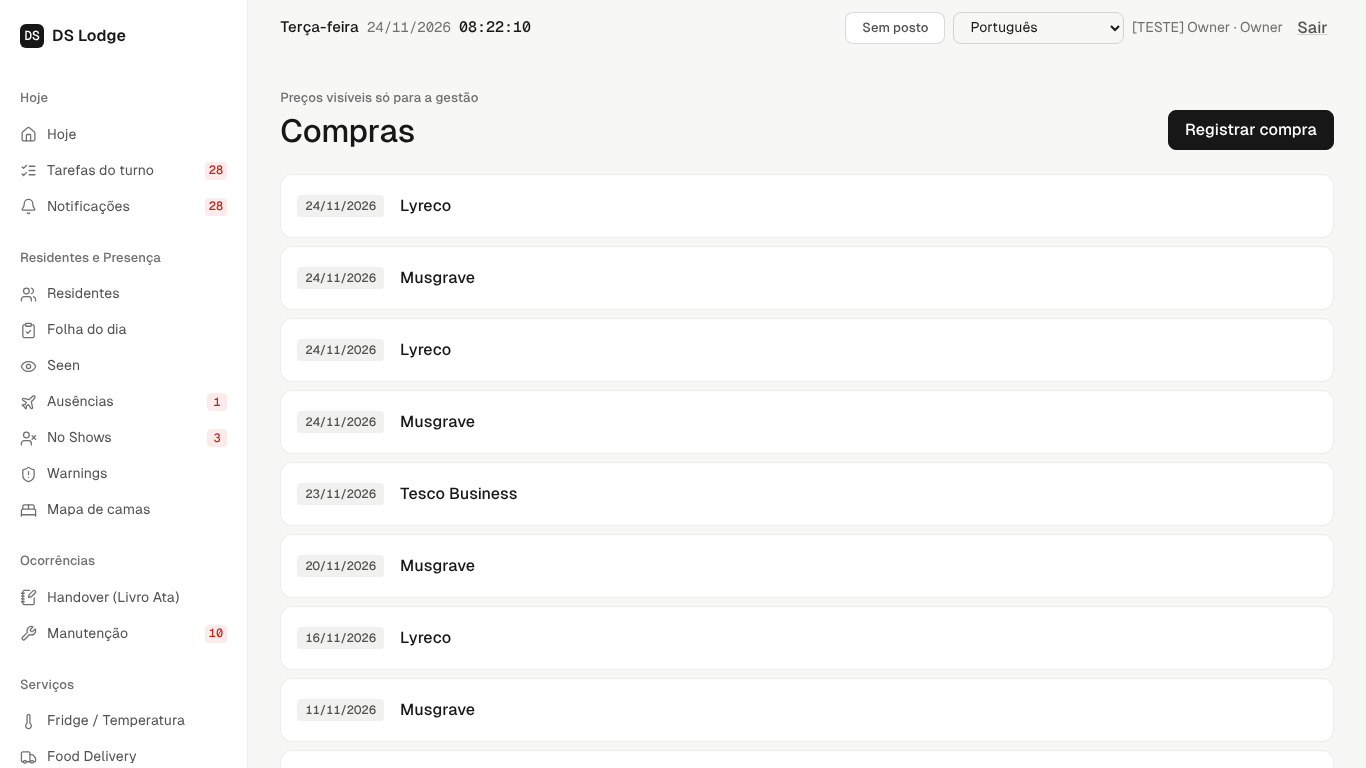 DS DS Lodge
Hoje
Hoje
Tarefas do turno 28
Notificações 28
Residentes e Presença
Residentes
Folha do dia
Seen
Ausências 1
No Shows 3
Warnings
Mapa de camas
Ocorrências
Handover (Livro Ata)
Manutenção 10
Serviços
Fridge / Temperatura
Food Delivery
Terça-feira 24/11/2026 08:22:10
Sem posto
Português
[TESTE] Owner · Owner
Sair
Preços visíveis só para a gestão
Compras
Registrar compra
24/11/2026 Lyreco
24/11/2026 Musgrave
24/11/2026 Lyreco
24/11/2026 Musgrave
23/11/2026 Tesco Business
20/11/2026 Musgrave
16/11/2026 Lyreco
11/11/2026 Musgrave